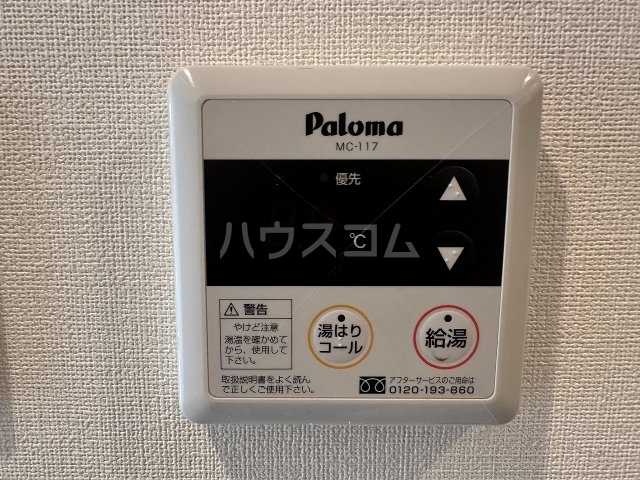 Paloma
MC-117
優先
℃
ハウスコム
警告
やけど注意
湯温を確かめて
から、使用して
下さい。
取扱説明書をよく読ん
で正しくご使用下さい。
湯はり
コール
給湯
アフターサービスのご用命は
0120-193-860